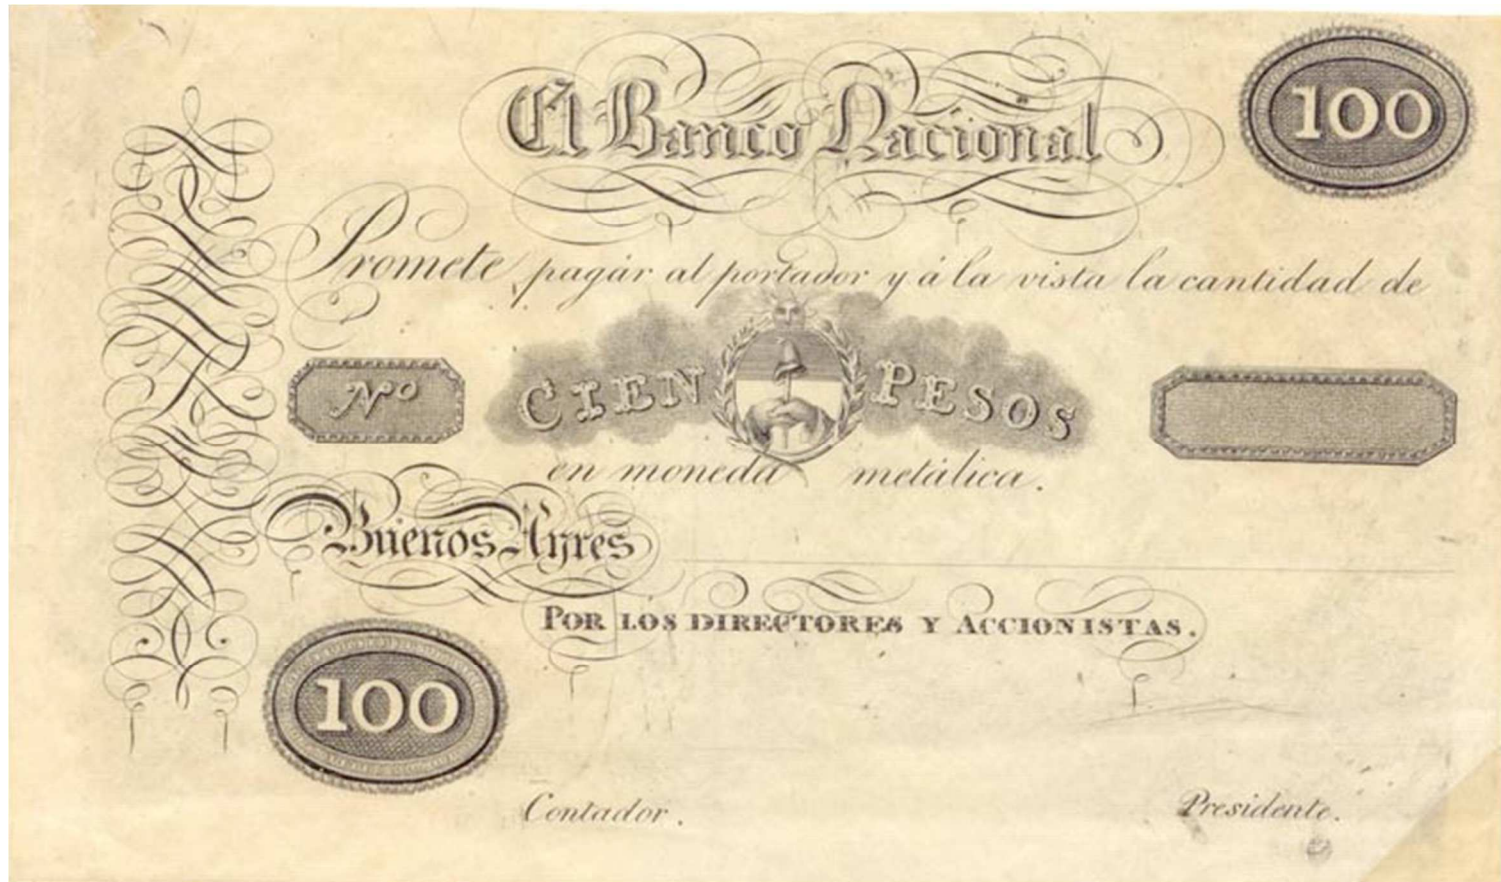 El Banco Nacional
100
Promete pagár al portador y á la vista la cantidad de
Nº
CIEN PESOS
en moneda metálica.
Buenos Ayres
POR LOS DIRECTORES Y ACCIONISTAS.
100
Contador.
Presidente.